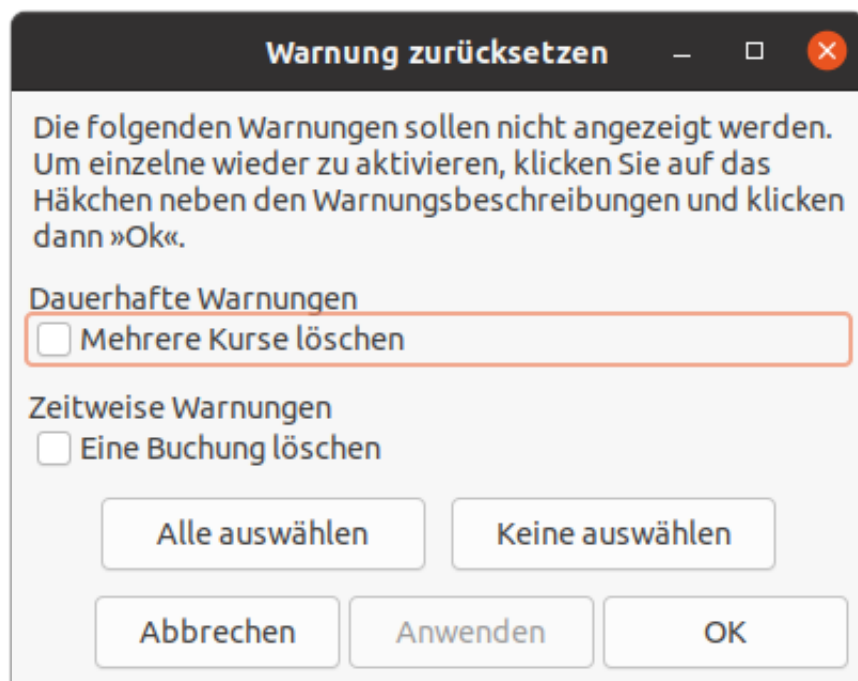 Warnung zurücksetzen
Die folgenden Warnungen sollen nicht angezeigt werden.
Um einzelne wieder zu aktivieren, klicken Sie auf das
Häkchen neben den Warnungsbeschreibungen und klicken
dann »Ok«.
Dauerhafte Warnungen
Mehrere Kurse löschen
Zeitweise Warnungen
Eine Buchung löschen
Alle auswählen Keine auswählen
Abbrechen Anwenden OK